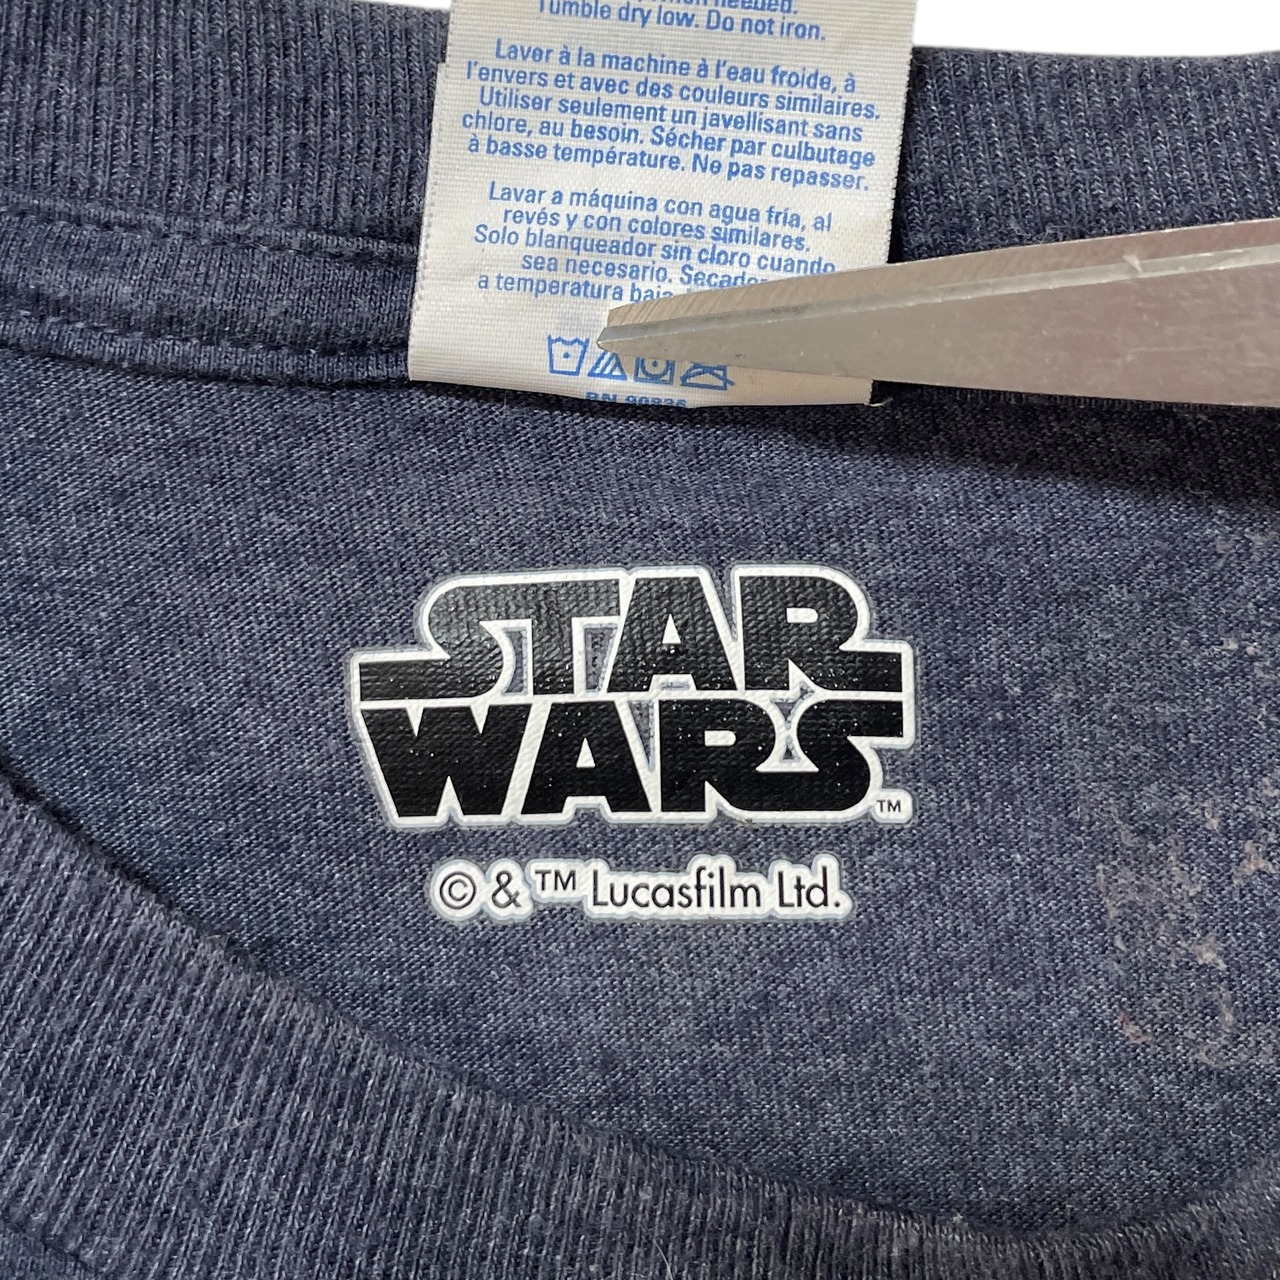 Tumble dry low. Do not iron.
Laver à la machine à l'eau froide, à
l'envers et avec des couleurs similaires.
Utiliser seulement un javellisant sans
chlore, au besoin. Sécher par culbutage
à basse température. Ne pas repasser.
Lavar a máquina con agua fría, al
revés y con colores similares.
Solo blanqueador sin cloro cuando
sea necesario.
a temperatura
RN 90836
STAR
WARS TM
© & ™ Lucasfilm Ltd.